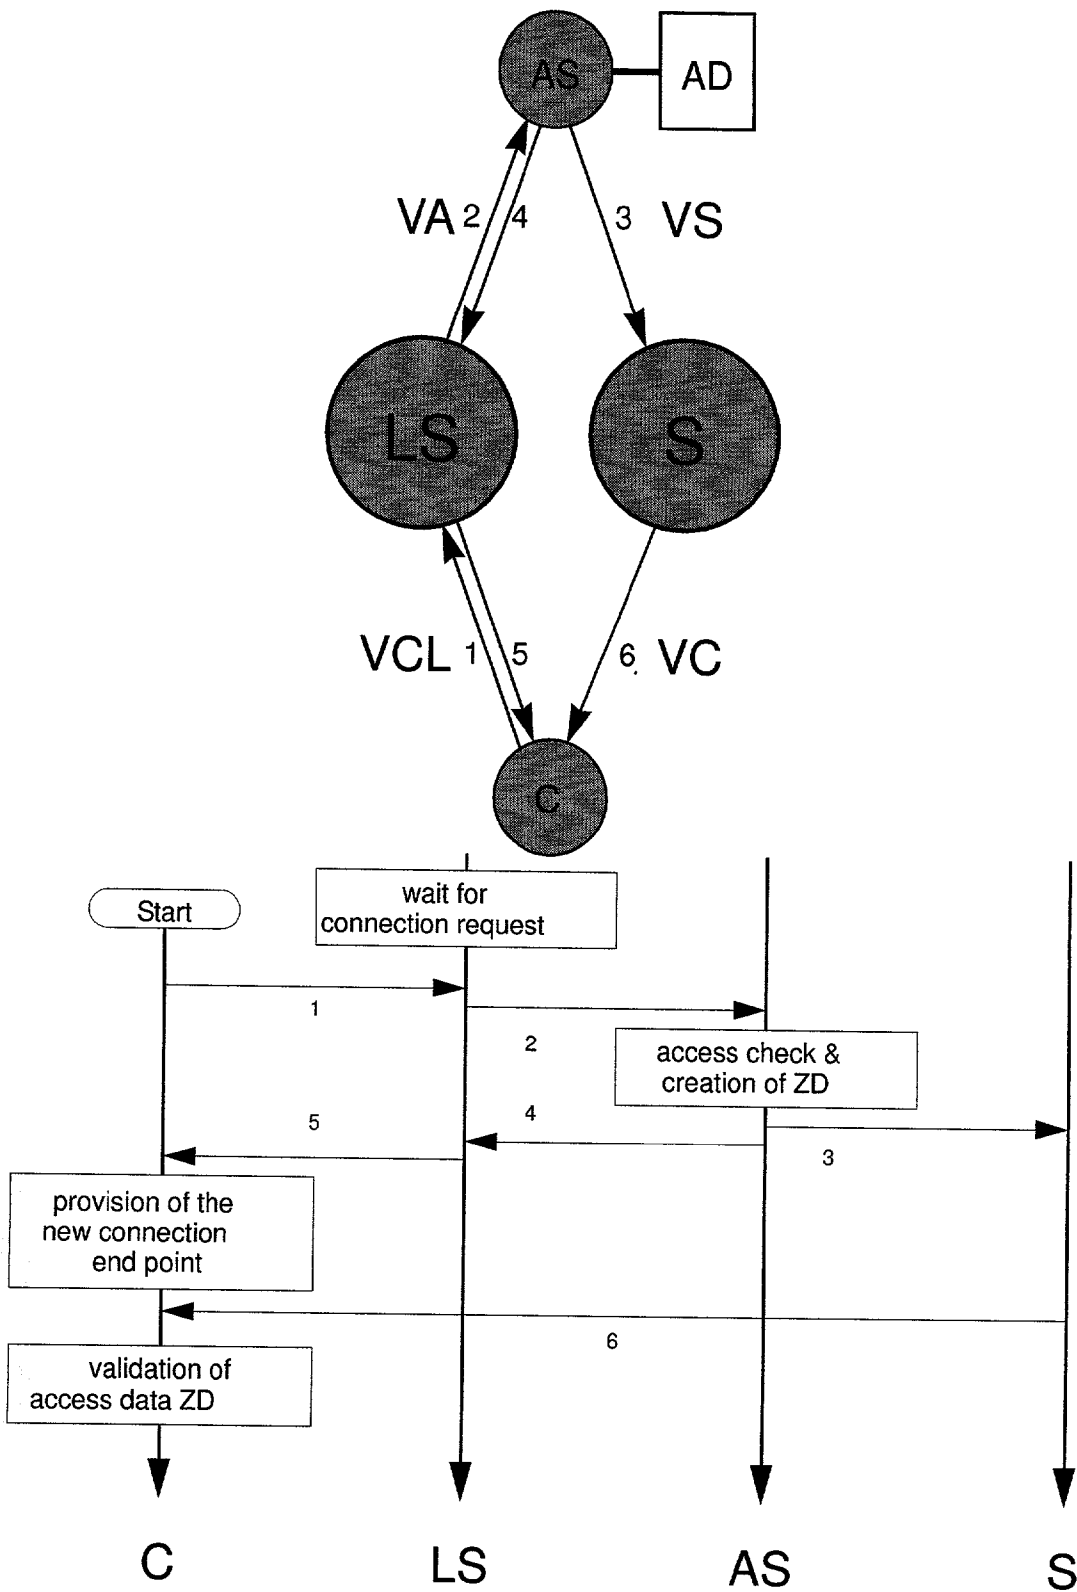 AS
AD
VA 2 4 3 VS
LS
S
VCL 1 5 6 VC
C
wait for
connection request
Start
1
2
access check &
creation of ZD
5
4
3
provision of the
new connection
end point
6
validation of
access data ZD
C LS AS S